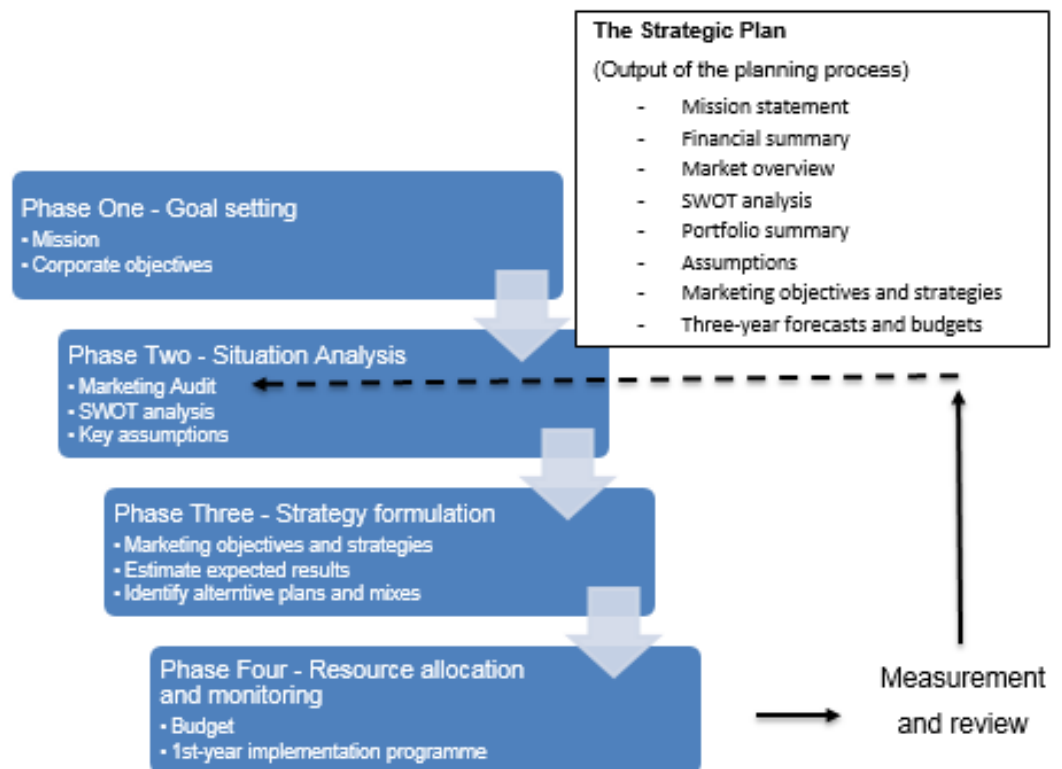 The Strategic Plan
(Output of the planning process)
- Mission statement
- Financial summary
- Market overview
- SWOT analysis
- Portfolio summary
- Assumptions
- Marketing objectives and strategies
- Three-year forecasts and budgets
Phase One - Goal setting
▪ Mission
▪ Corporate objectives
Phase Two - Situation Analysis
▪ Marketing Audit
▪ SWOT analysis
▪ Key assumptions
Phase Three - Strategy formulation
▪ Marketing objectives and strategies
▪ Estimate expected results
▪ Identify alterntive plans and mixes
Phase Four - Resource allocation
and monitoring
▪ Budget
▪ 1st-year implementation programme
Measurement
and review